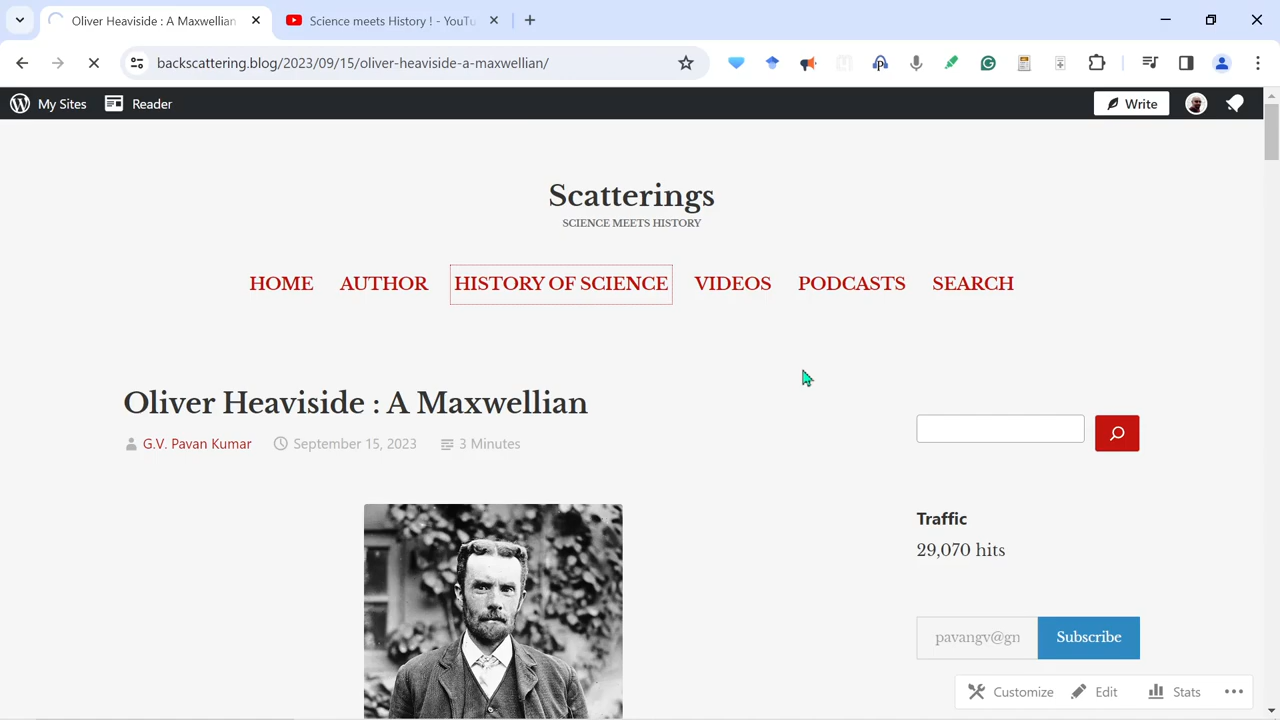 Oliver Heaviside : A Maxwellian
Science meets History ! - YouTu
backscattering.blog/2023/09/15/oliver-heaviside-a-maxwellian/
My Sites
Reader
Write
Scatterings
SCIENCE MEETS HISTORY
HOME AUTHOR HISTORY OF SCIENCE VIDEOS PODCASTS SEARCH
Oliver Heaviside : A Maxwellian
G.V. Pavan Kumar September 15, 2023 3 Minutes
Traffic
29,070 hits
pavangv@gn Subscribe
Customize Edit Stats